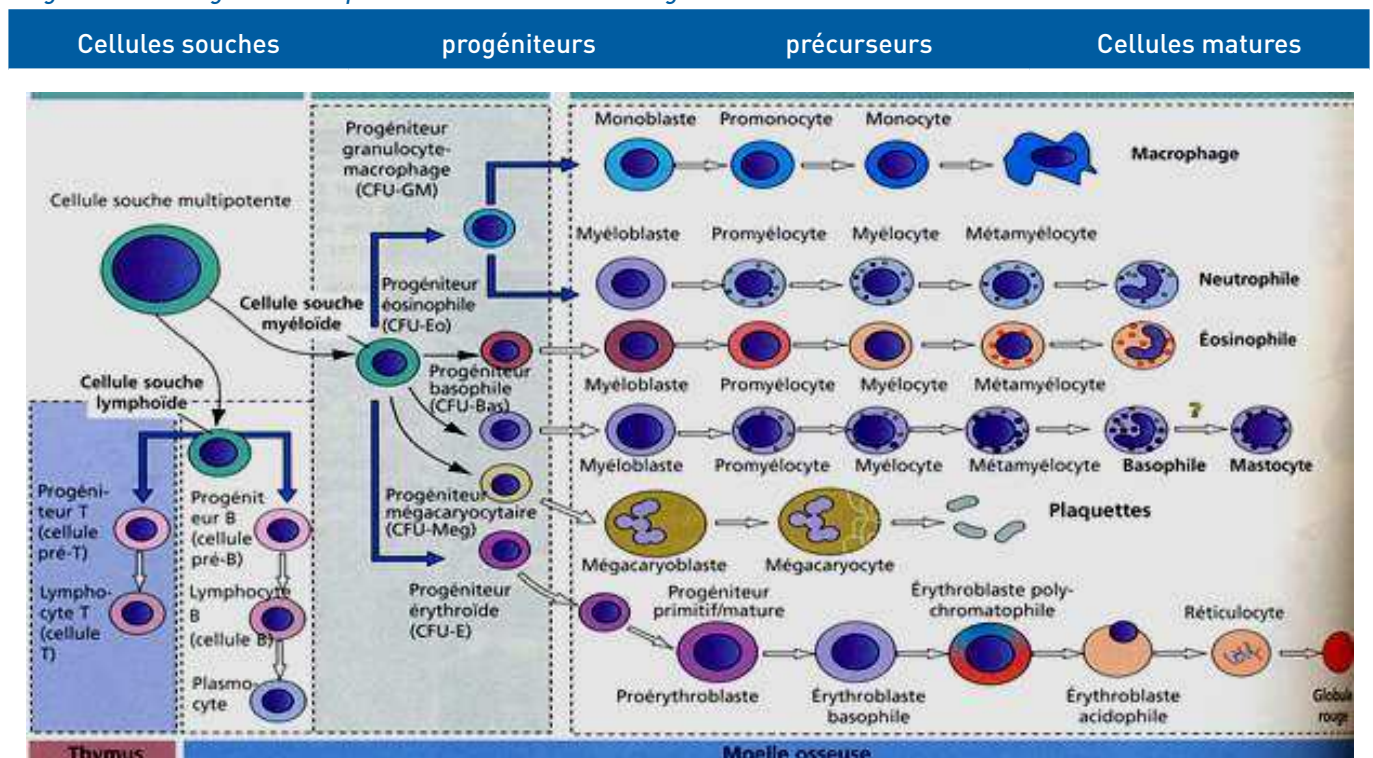 Cellules souches
progéniteurs
précurseurs
Cellules matures
Cellule souche multipotente
Cellule souche
myéloïde
Cellule souche
lymphoïde
Progéni-
teur T
(cellule
pré-T)
Lympho-
cyte T
(cellule
T)
Progénit
eur B
(cellule
pré-B)
Lymphocyte
B
(cellule B)
Plasmo-
cyte
Progéniteur
granulocyte-
macrophage
(CFU-GM)
Progéniteur
éosinophile
(CFU-Eo)
Progéniteur
basophile
(CFU-Bas)
Progéniteur
mégacaryocytaire
(CFU-Meg)
Progéniteur
érythroïde
(CFU-E)
Monoblaste
Promonocyte
Monocyte
Macrophage
Myéloblaste
Promyélocyte
Myélocyte
Métamyélocyte
Neutrophile
Éosinophile
Myéloblaste
Promyélocyte
Myélocyte
Métamyélocyte
?
Myéloblaste
Promyélocyte
Myélocyte
Métamyélocyte
Basophile
Mastocyte
Plaquettes
Mégacaryoblaste
Mégacaryocyte
Progéniteur
primitif/mature
Érythroblaste poly-
chromatophile
Réticulocyte
Proérythroblaste
Érythroblaste
basophile
Érythroblaste
acidophile
Globule
rouge
Thymus
Moelle osseuse